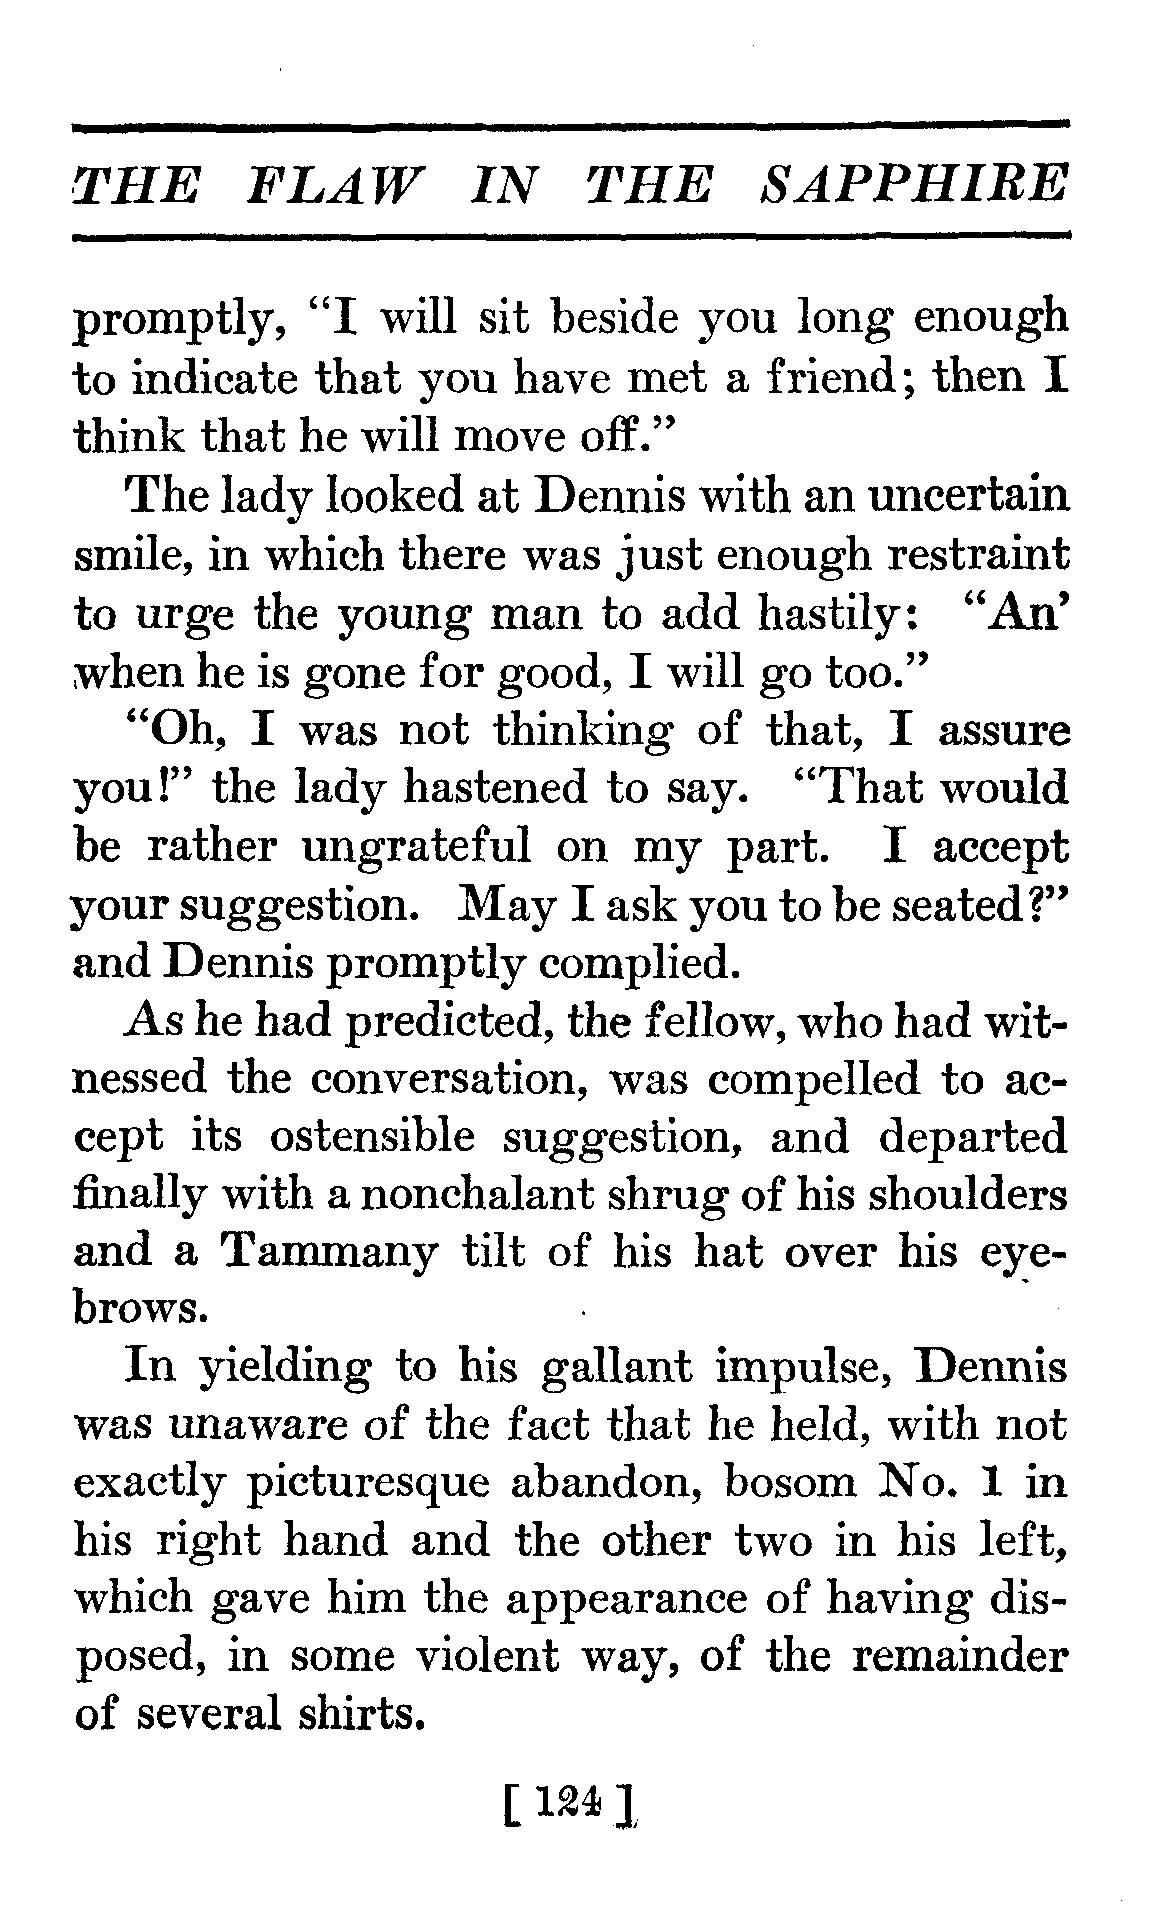 THE FLAW IN THE SAPPHIRE
promptly, “I will sit beside you long enough
to indicate that you have met a friend; then I
think that he will move off.”
The lady looked at Dennis with an uncertain
smile, in which there was just enough restraint
to urge the young man to add hastily: “An’
when he is gone for good, I will go too.”
“Oh, I was not thinking of that, I assure
you!” the lady hastened to say. “That would
be rather ungrateful on my part. I accept
your suggestion. May I ask you to be seated?”
and Dennis promptly complied.
As he had predicted, the fellow, who had wit-
nessed the conversation, was compelled to ac-
cept its ostensible suggestion, and departed
finally with a nonchalant shrug of his shoulders
and a Tammany tilt of his hat over his eye-
brows.
In yielding to his gallant impulse, Dennis
was unaware of the fact that he held, with not
exactly picturesque abandon, bosom No. 1 in
his right hand and the other two in his left,
which gave him the appearance of having dis-
posed, in some violent way, of the remainder
of several shirts.
[ 124 ]